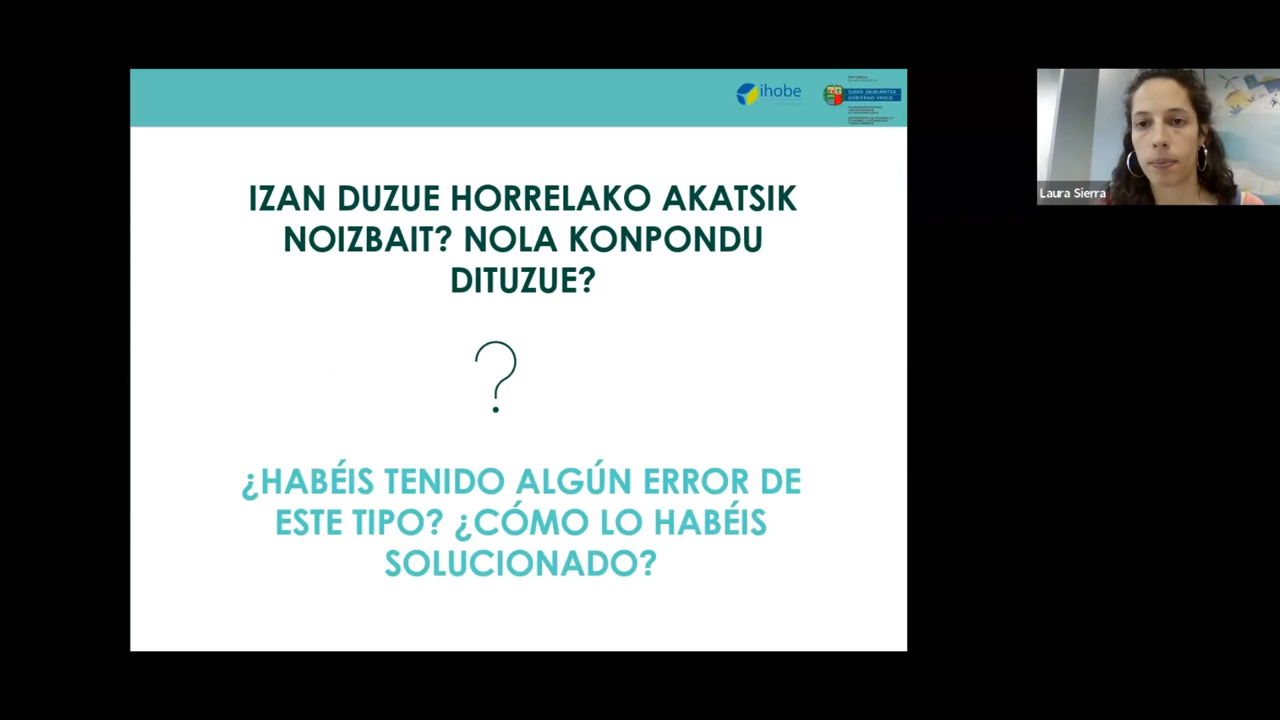 ihobe
EUSKO JAURLARITZA
GOBIERNO VASCO
IZAN DUZUE HORRELAKO AKATSIK
NOIZBAIT? NOLA KONPONDU
DITUZUE?
?
¿HABÉIS TENIDO ALGÚN ERROR DE
ESTE TIPO? ¿CÓMO LO HABÉIS
SOLUCIONADO?
Laura Sierra